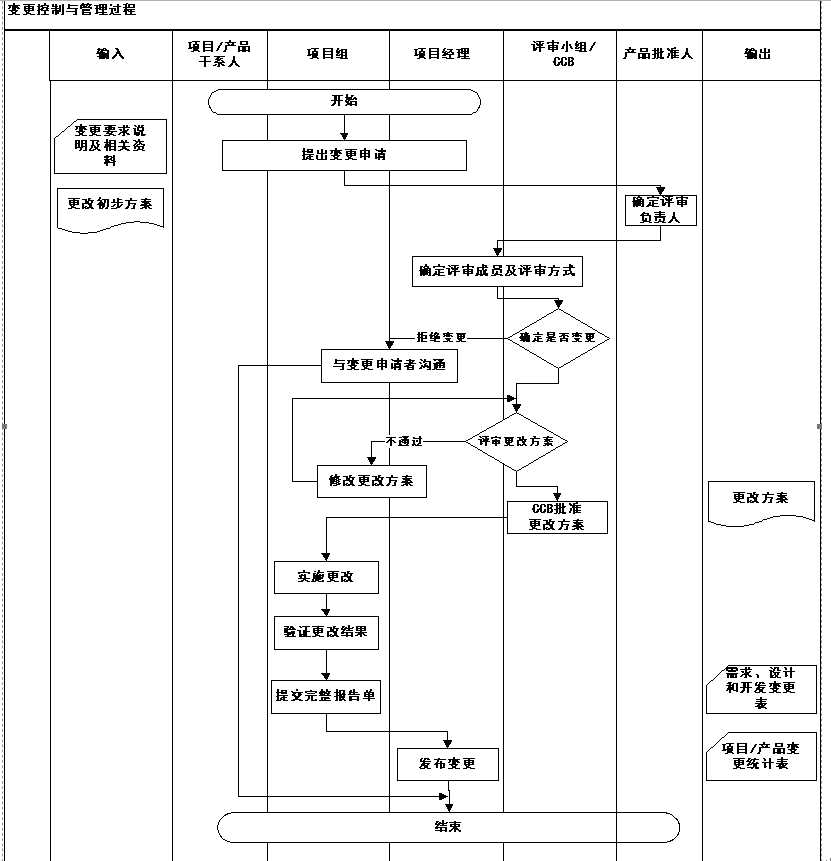 变更控制与管理过程
输入
项目/产品
干系人
项目组
项目经理
评审小组/
CCB
产品批准人
输出
开始
变更要求说
明及相关资
料
提出变更申请
更改初步方案
确定评审
负责人
确定评审成员及评审方式
拒绝变更
确定是否变更
与变更申请者沟通
不通过
评审更改方案
修改更改方案
更改方案
CCB批准
更改方案
实施更改
验证更改结果
需求、设计
和开发变更
表
提交完整报告单
项目/产品变
更统计表
发布变更
结束